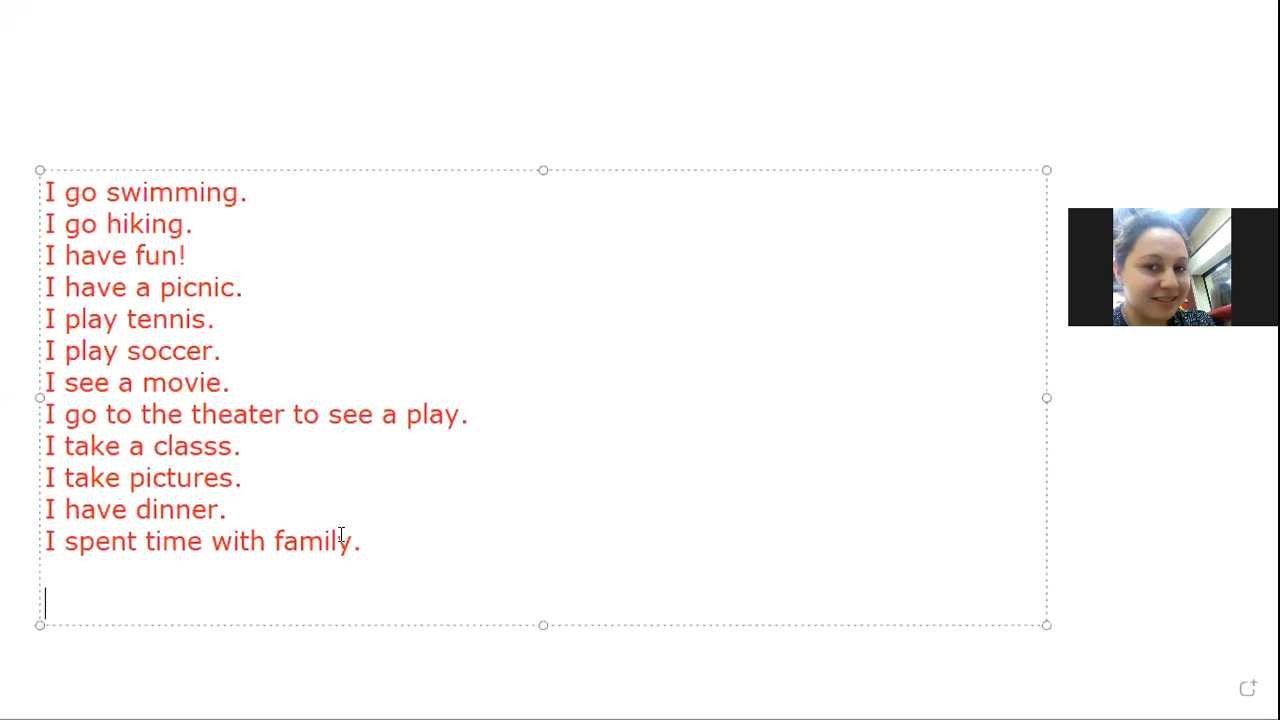 I go swimming.
I go hiking.
I have fun!
I have a picnic.
I play tennis.
I play soccer.
I see a movie.
I go to the theater to see a play.
I take a classs.
I take pictures.
I have dinner.
I spent time with family.